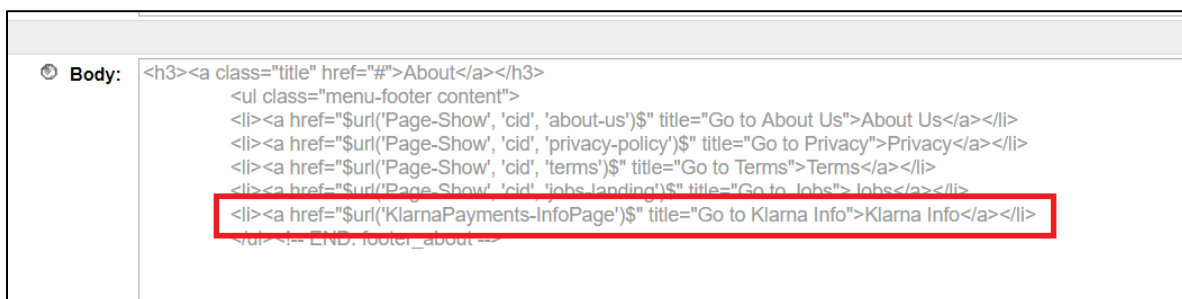 Body: <h3><a class="title" href="#">About</a></h3>
<ul class="menu-footer content">
<li><a href="$url('Page-Show', 'cid', 'about-us')$" title="Go to About Us">About Us</a></li>
<li><a href="$url('Page-Show', 'cid', 'privacy-policy')$" title="Go to Privacy">Privacy</a></li>
<li><a href="$url('Page-Show', 'cid', 'terms')$" title="Go to Terms">Terms</a></li>
<li><a href="$url('Page-Show', 'cid', 'jobs-landing')$" title="Go to Jobs">Jobs</a></li>
<li><a href="$url('KlarnaPayments-InfoPage')$" title="Go to Klarna Info">Klarna Info</a></li>
</ul><!-- END: footer_about -->